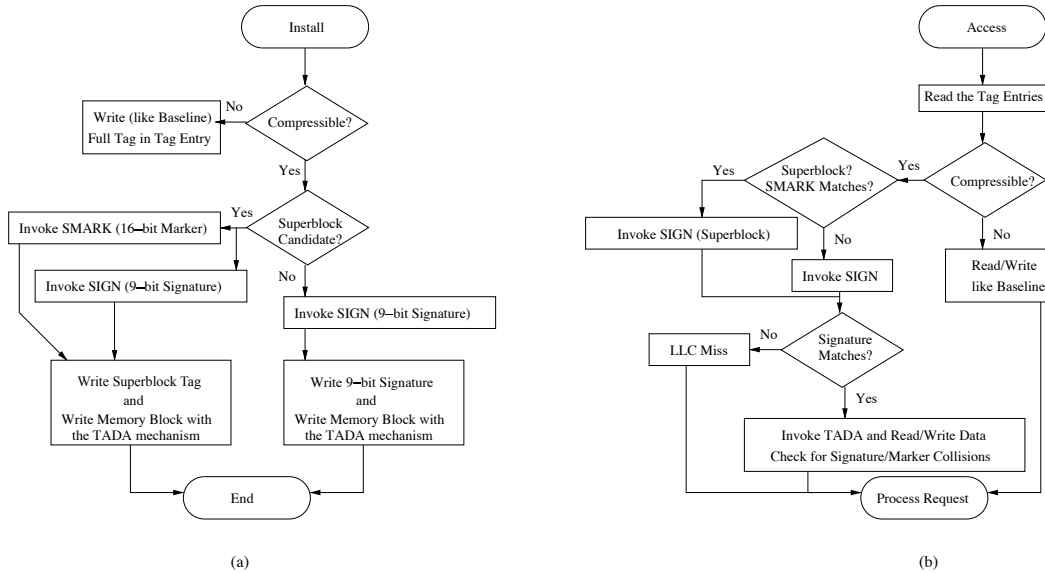 Install
Compressible?
No
Write (like Baseline)
Full Tag in Tag Entry
Yes
Superblock
Candidate?
Yes
Invoke SMARK (16-bit Marker)
Invoke SIGN (9-bit Signature)
No
Invoke SIGN (9-bit Signature)
Write Superblock Tag
and
Write Memory Block with
the TADA mechanism
Write 9-bit Signature
and
Write Memory Block with
the TADA mechanism
End
(a)
Access
Read the Tag Entries
Compressible?
Yes
Superblock?
SMARK Matches?
Yes
Invoke SIGN (Superblock)
No
Invoke SIGN
No
Read/Write
like Baseline
Signature
Matches?
No
LLC Miss
Yes
Invoke TADA and Read/Write Data
Check for Signature/Marker Collisions
Process Request
(b)